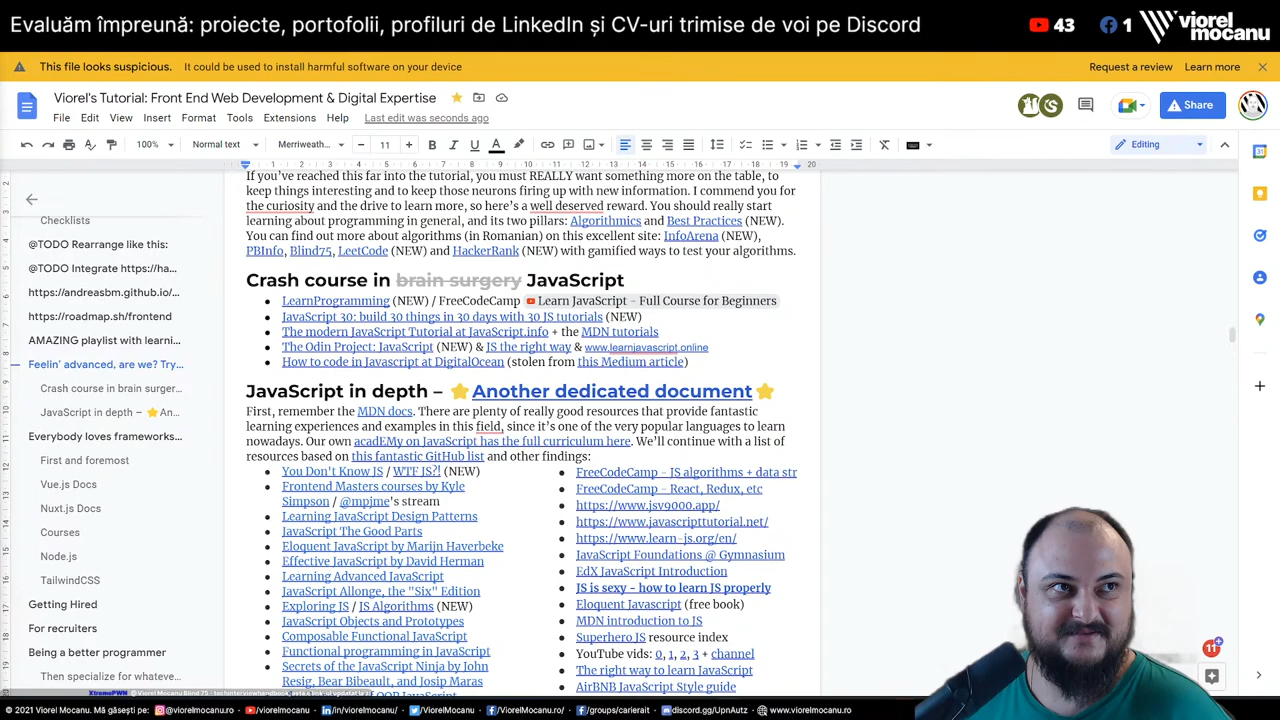 Evaluăm împreună: proiecte, portofolii, profiluri de LinkedIn și CV-uri trimise de voi pe Discord
43
1
viorel mocanu
This file looks suspicious. It could be used to install harmful software on your device
Request a review
Learn more
Viorel's Tutorial: Front End Web Development & Digital Expertise
File Edit View Insert Format Tools Extensions Help Last edit was seconds ago
Share
100% Normal text Merriweath... 11 Editing
1 2 3 4 5 6 7 8 9 10 11 12 13 14 15 16 17 18 19 20
Checklists
@TODO Rearrange like this:
@TODO Integrate https://ha...
https://andreasbm.github.io/...
https://roadmap.sh/frontend
AMAZING playlist with learni...
Feelin' advanced, are we? Try...
Crash course in brain surger...
JavaScript in depth – ⭐An...
Everybody loves frameworks...
First and foremost
Vue.js Docs
Nuxt.js Docs
Courses
Node.js
TailwindCSS
Getting Hired
For recruiters
Being a better programmer
Then specialize for whateve...
If you've reached this far into the tutorial, you must REALLY want something more on the table, to
keep things interesting and to keep those neurons firing up with new information. I commend you for
the curiosity and the drive to learn more, so here's a well deserved reward. You should really start
learning about programming in general, and its two pillars: Algorithmics and Best Practices (NEW).
You can find out more about algorithms (in Romanian) on this excellent site: InfoArena (NEW),
PBInfo, Blind75, LeetCode (NEW) and HackerRank (NEW) with gamified ways to test your algorithms.
Crash course in brain surgery JavaScript
LearnProgramming (NEW) / FreeCodeCamp Learn JavaScript - Full Course for Beginners
JavaScript 30: build 30 things in 30 days with 30 JS tutorials (NEW)
The modern JavaScript Tutorial at JavaScript.info + the MDN tutorials
The Odin Project: JavaScript (NEW) & JS the right way & www.learnjavascript.online
How to code in Javascript at DigitalOcean (stolen from this Medium article)
JavaScript in depth – ⭐Another dedicated document⭐
First, remember the MDN docs. There are plenty of really good resources that provide fantastic
learning experiences and examples in this field, since it's one of the very popular languages to learn
nowadays. Our own acadEMy on JavaScript has the full curriculum here. We'll continue with a list of
resources based on this fantastic GitHub list and other findings:
You Don't Know JS / WTF JS?! (NEW)
Frontend Masters courses by Kyle
Simpson / @mpjme's stream
Learning JavaScript Design Patterns
JavaScript The Good Parts
Eloquent JavaScript by Marijn Haverbeke
Effective JavaScript by David Herman
Learning Advanced JavaScript
JavaScript Allonge, the "Six" Edition
Exploring JS / JS Algorithms (NEW)
JavaScript Objects and Prototypes
Composable Functional JavaScript
Functional programming in JavaScript
Secrets of the JavaScript Ninja by John
Resig, Bear Bibeault, and Josip Maras
FreeCodeCamp - JS algorithms + data str
FreeCodeCamp - React, Redux, etc
https://www.jsv9000.app/
https://www.javascripttutorial.net/
https://www.learn-js.org/en/
JavaScript Foundations @ Gymnasium
EdX JavaScript Introduction
JS is sexy - how to learn JS properly
Eloquent Javascript (free book)
MDN introduction to JS
Superhero JS resource index
YouTube vids: 0, 1, 2, 3 + channel
The right way to learn JavaScript
AirBNB JavaScript Style guide
11
XtremePWN
© 2021 Viorel Mocanu. Mă găsești pe: @viorelmocanu.ro /viorelmocanu /in/viorelmocanu/ /ViorelMocanu /ViorelMocanu.ro/ /groups/carierait discord.gg/UpnAutz www.viorelmocanu.ro